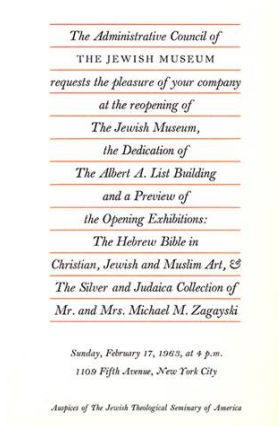 The Administrative Council of
THE JEWISH MUSEUM
requests the pleasure of your company
at the reopening of
The Jewish Museum,
the Dedication of
The Albert A. List Building
and a Preview of
the Opening Exhibitions:
The Hebrew Bible in
Christian, Jewish and Muslim Art, &
The Silver and Judaica Collection of
Mr. and Mrs. Michael M. Zagayski
Sunday, February 17, 1963, at 4 p.m.
1109 Fifth Avenue, New York City
Auspices of The Jewish Theological Seminary of America